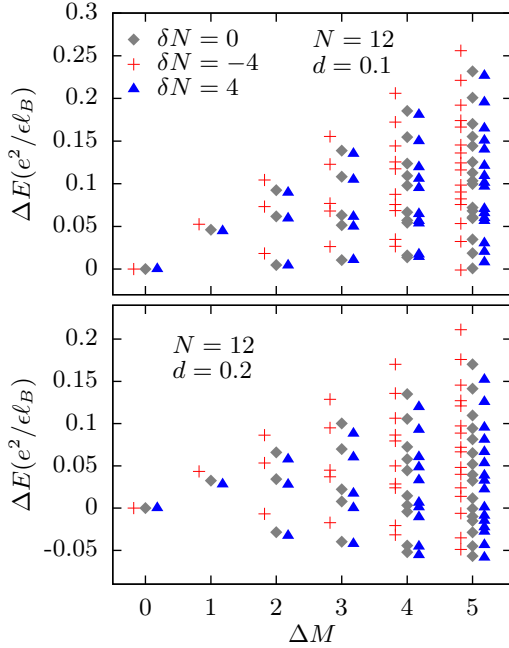 0.3
δN = 0
N = 12
0.25
δN = −4
d = 0.1
δN = 4
0.2
0.15
0.1
0.05
0
ΔE(e²/ϵℓ_B)
N = 12
d = 0.2
0.2
0.15
0.1
0.05
0
-0.05
ΔE(e²/ϵℓ_B)
0 1 2 3 4 5
ΔM